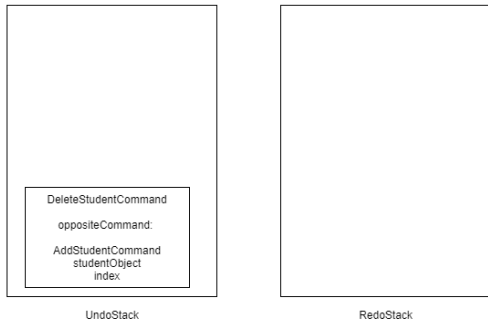 DeleteStudentCommand
oppositeCommand:
AddStudentCommand
studentObject
index
UndoStack
RedoStack